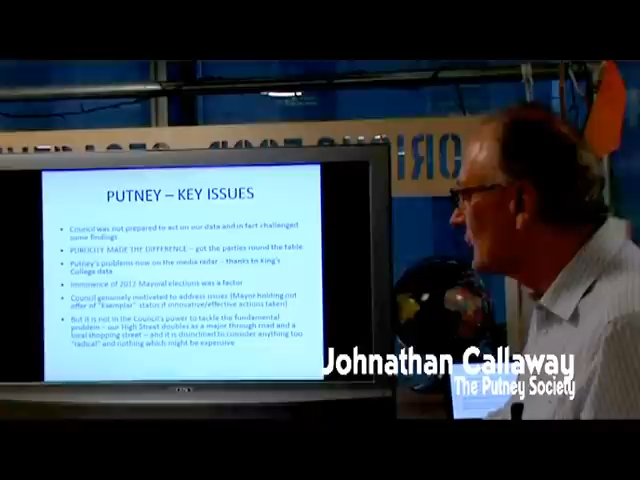 PUTNEY – KEY ISSUES
Council was not prepared to act on our data and in fact challenged
some findings
PUROCITY MADE THE DIFFERENCE – got the parties round the table
Putney's problems now on the media radar – thanks to King's
College data
Imminence of 2012 Mayoral elections was a factor
Council genuinely motivated to address issues (Mayor holding out
offer of "Exemplar" status if innovative/effective actions taken)
But it is not in the Council's power to tackle the fundamental
problem – our High Street doubles as a major through road and a
local shopping street – and it is disinclined to consider anything too
"radical" and nothing which might be expensive
Johnathan Callaway
The Putney Society